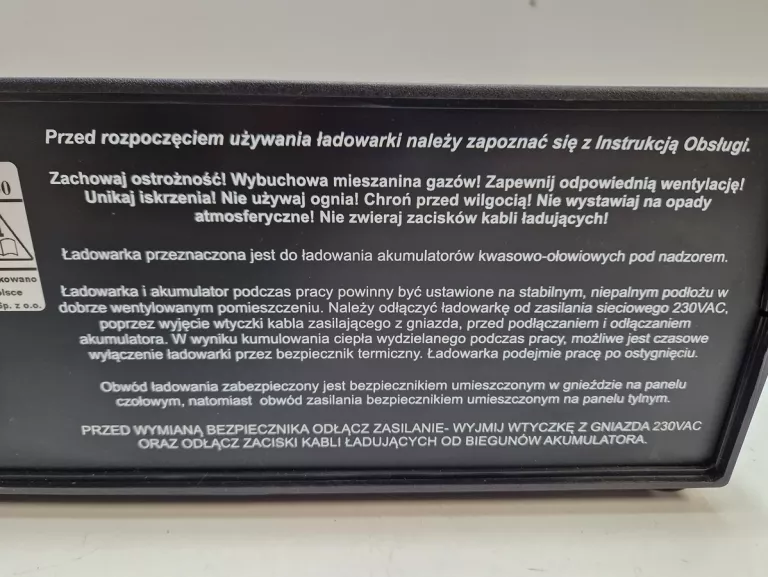 Przed rozpoczęciem używania ładowarki należy zapoznać się z Instrukcją Obsługi.
Zachowaj ostrożność! Wybuchowa mieszanina gazów! Zapewnij odpowiednią wentylację!
Unikaj iskrzenia! Nie używaj ognia! Chroń przed wilgocią! Nie wystawiaj na opady
atmosferyczne! Nie zwieraj zacisków kabli ładujących!
Ładowarka przeznaczona jest do ładowania akumulatorów kwasowo-ołowiowych pod nadzorem.
Ładowarka i akumulator podczas pracy powinny być ustawione na stabilnym, niepalnym podłożu w
dobrze wentylowanym pomieszczeniu. Należy odłączyć ładowarkę od zasilania sieciowego 230VAC,
poprzez wyjęcie wtyczki kabla zasilającego z gniazda, przed podłączaniem i odłączaniem
akumulatora. W wyniku kumulowania ciepła wydzielanego podczas pracy, możliwe jest czasowe
wyłączenie ładowarki przez bezpiecznik termiczny. Ładowarka podejmie pracę po ostygnięciu.
Obwód ładowania zabezpieczony jest bezpiecznikiem umieszczonym w gnieździe na panelu
czołowym, natomiast obwód zasilania bezpiecznikiem umieszczonym na panelu tylnym.
PRZED WYMIANĄ BEZPIECZNIKA ODŁĄCZ ZASILANIE- WYJMIJ WTYCZKĘ Z GNIAZDA 230VAC
ORAZ ODŁĄCZ ZACISKI KABLI ŁADUJĄCYCH OD BIEGUNÓW AKUMULATORA.
0
kowano
olsce
Sp. z o.o.